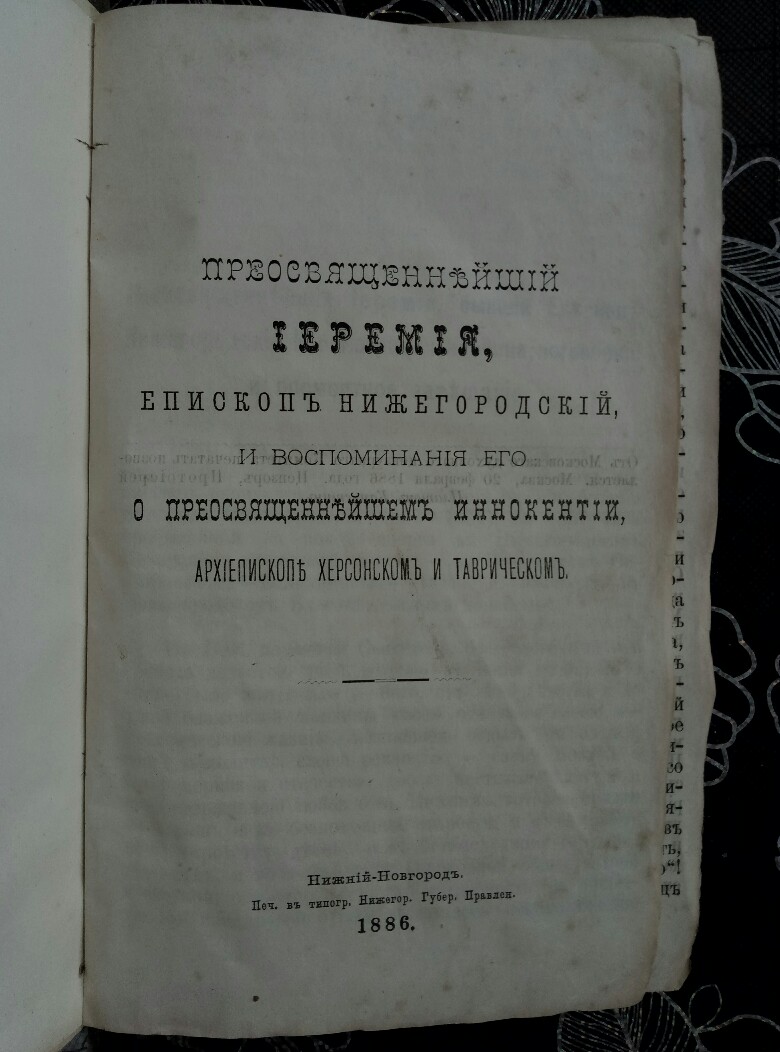 ПРЕОСВЯЩЕННѢЙШІЙ
ІЕРЕМІЯ,
ЕПИСКОПЪ НИЖЕГОРОДСКІЙ,
И ВОСПОМИНАНІЯ ЕГО
О ПРЕОСВЯЩЕННѢЙШЕМЪ ИННОКЕНТІИ,
АРХІЕПИСКОПѢ ХЕРСОНСКОМЪ И ТАВРИЧЕСКОМЪ.
Нижній-Новгородъ.
Печ. въ типогр. Нижегор. Губер. Правлен.
1886.